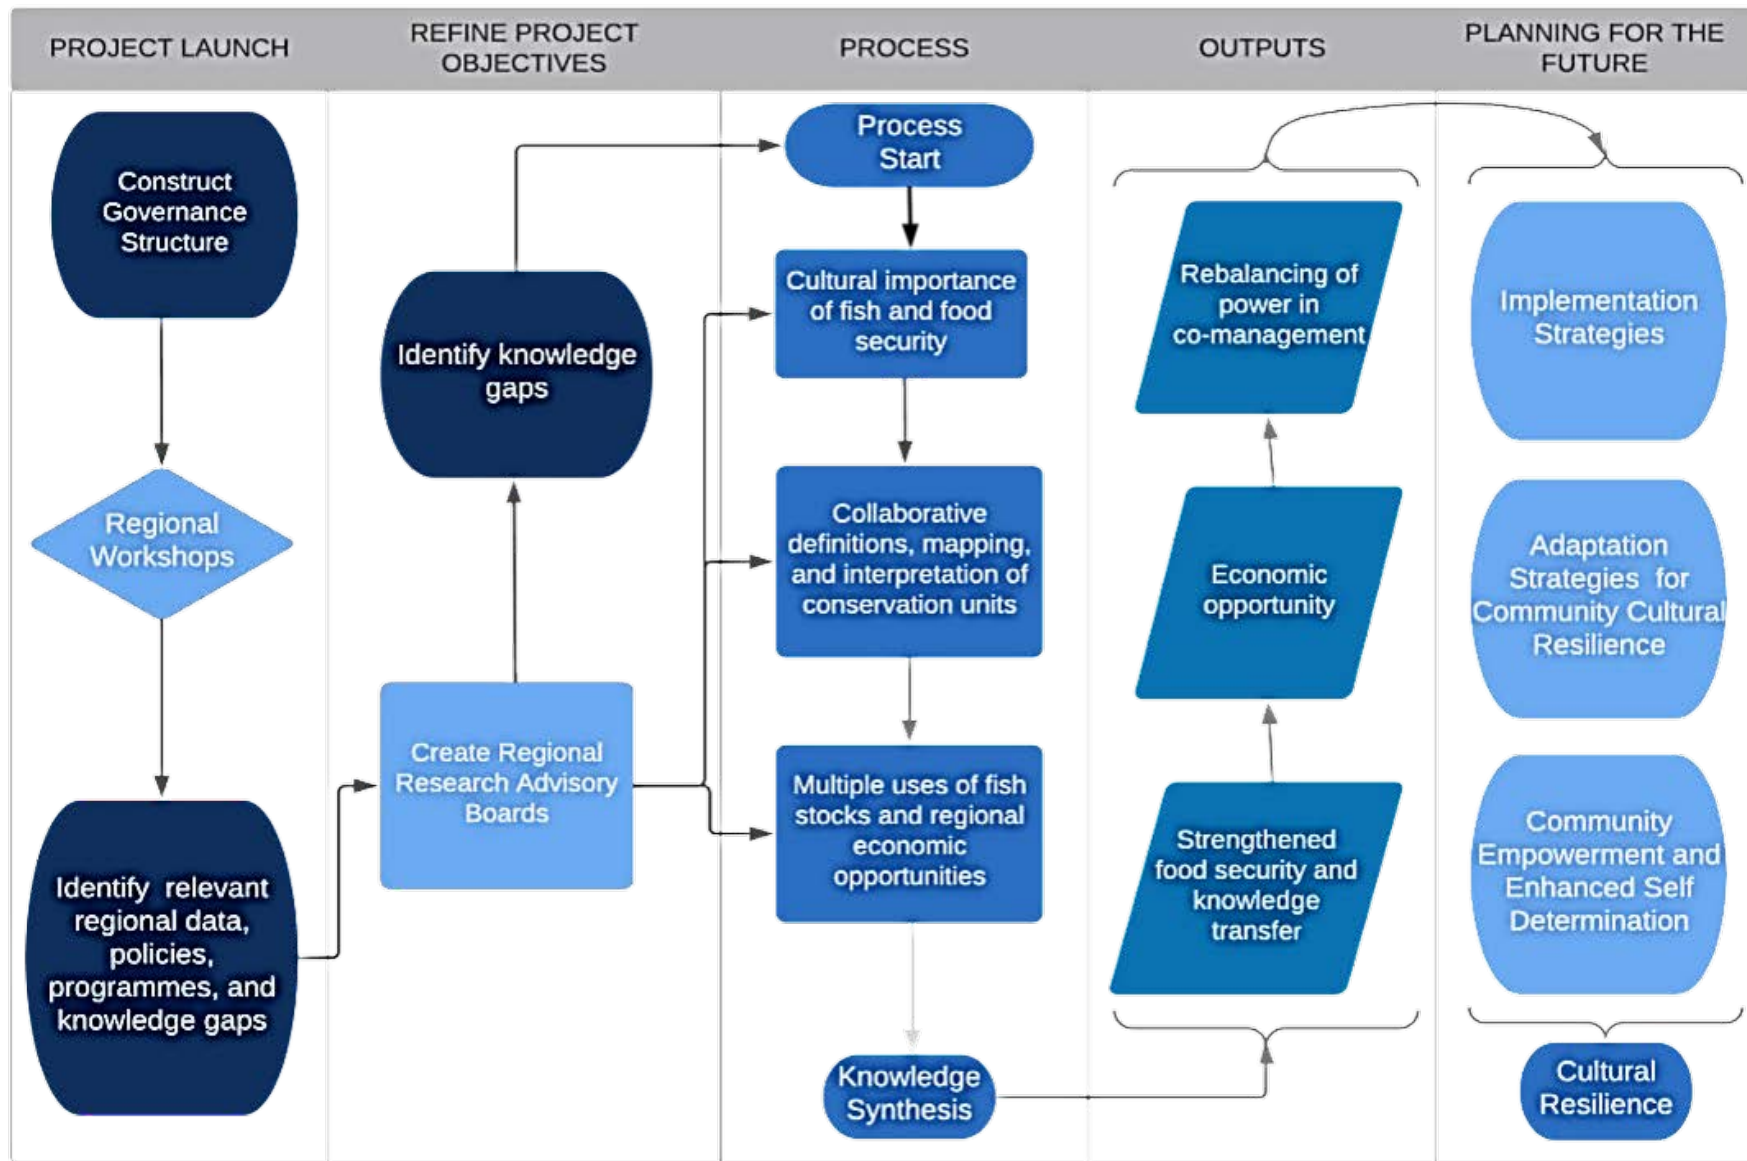 PROJECT LAUNCH
REFINE PROJECT
OBJECTIVES
PROCESS
OUTPUTS
PLANNING FOR THE
FUTURE
Construct
Governance
Structure
Regional
Workshops
Identify relevant
regional data,
policies,
programmes, and
knowledge gaps
Identify knowledge
gaps
Create Regional
Research Advisory
Boards
Process
Start
Cultural importance
of fish and food
security
Collaborative
definitions, mapping,
and interpretation of
conservation units
Multiple uses of fish
stocks and regional
economic
opportunities
Knowledge
Synthesis
Rebalancing of
power in
co-management
Economic
opportunity
Strengthened
food security and
knowledge
transfer
Implementation
Strategies
Adaptation
Strategies for
Community Cultural
Resilience
Community
Empowerment and
Enhanced Self
Determination
Cultural
Resilience